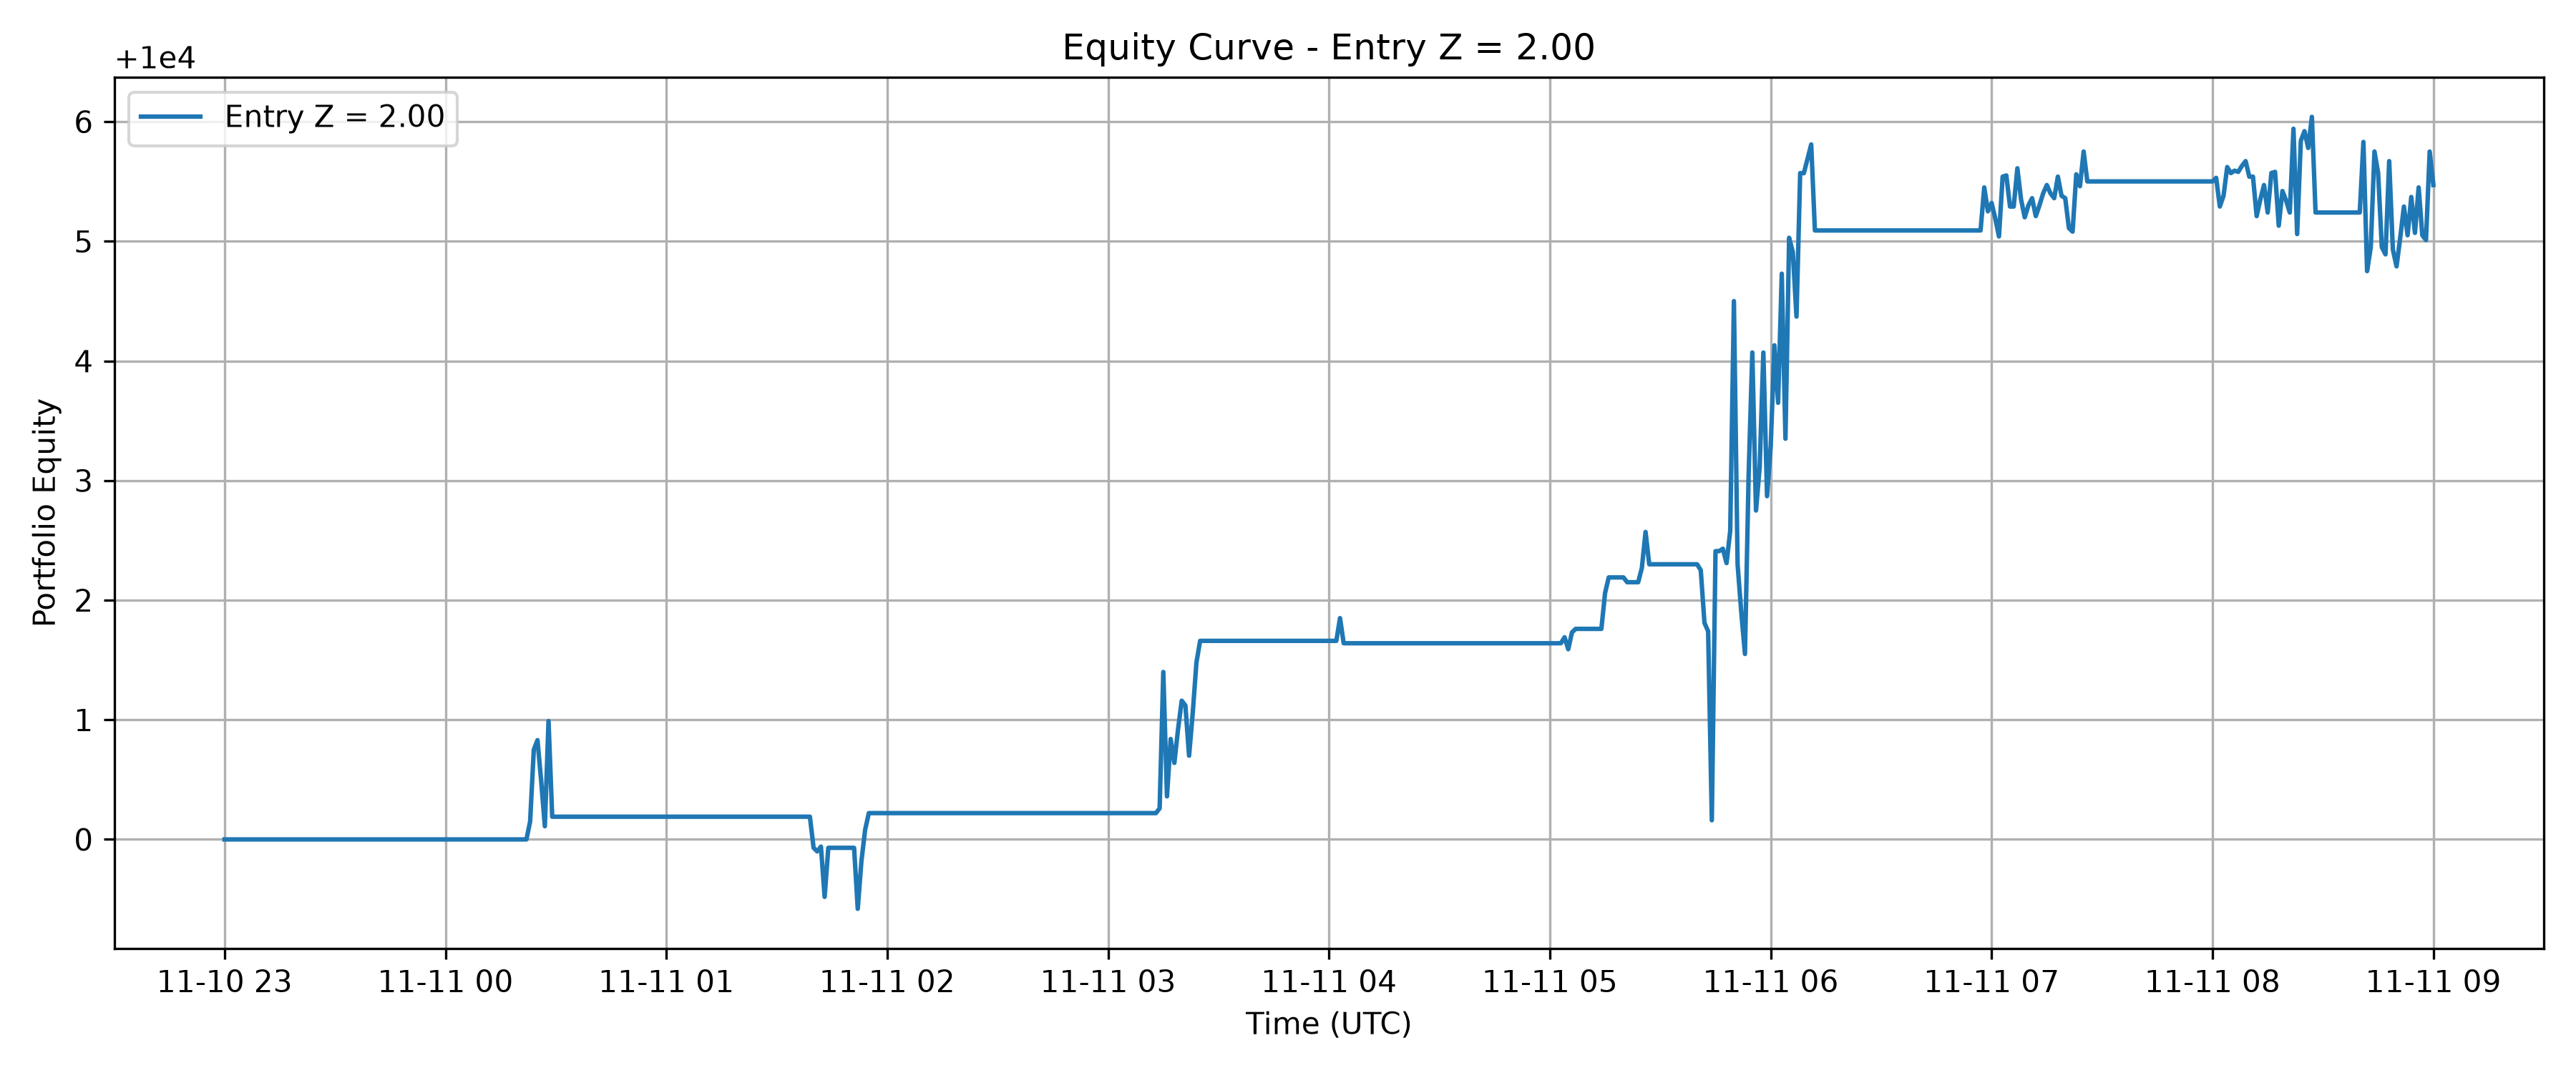 Equity Curve - Entry Z = 2.00
+1e4
Entry Z = 2.00
6
5
4
3
2
1
0
Portfolio Equity
11-10 23 11-11 00 11-11 01 11-11 02 11-11 03 11-11 04 11-11 05 11-11 06 11-11 07 11-11 08 11-11 09
Time (UTC)